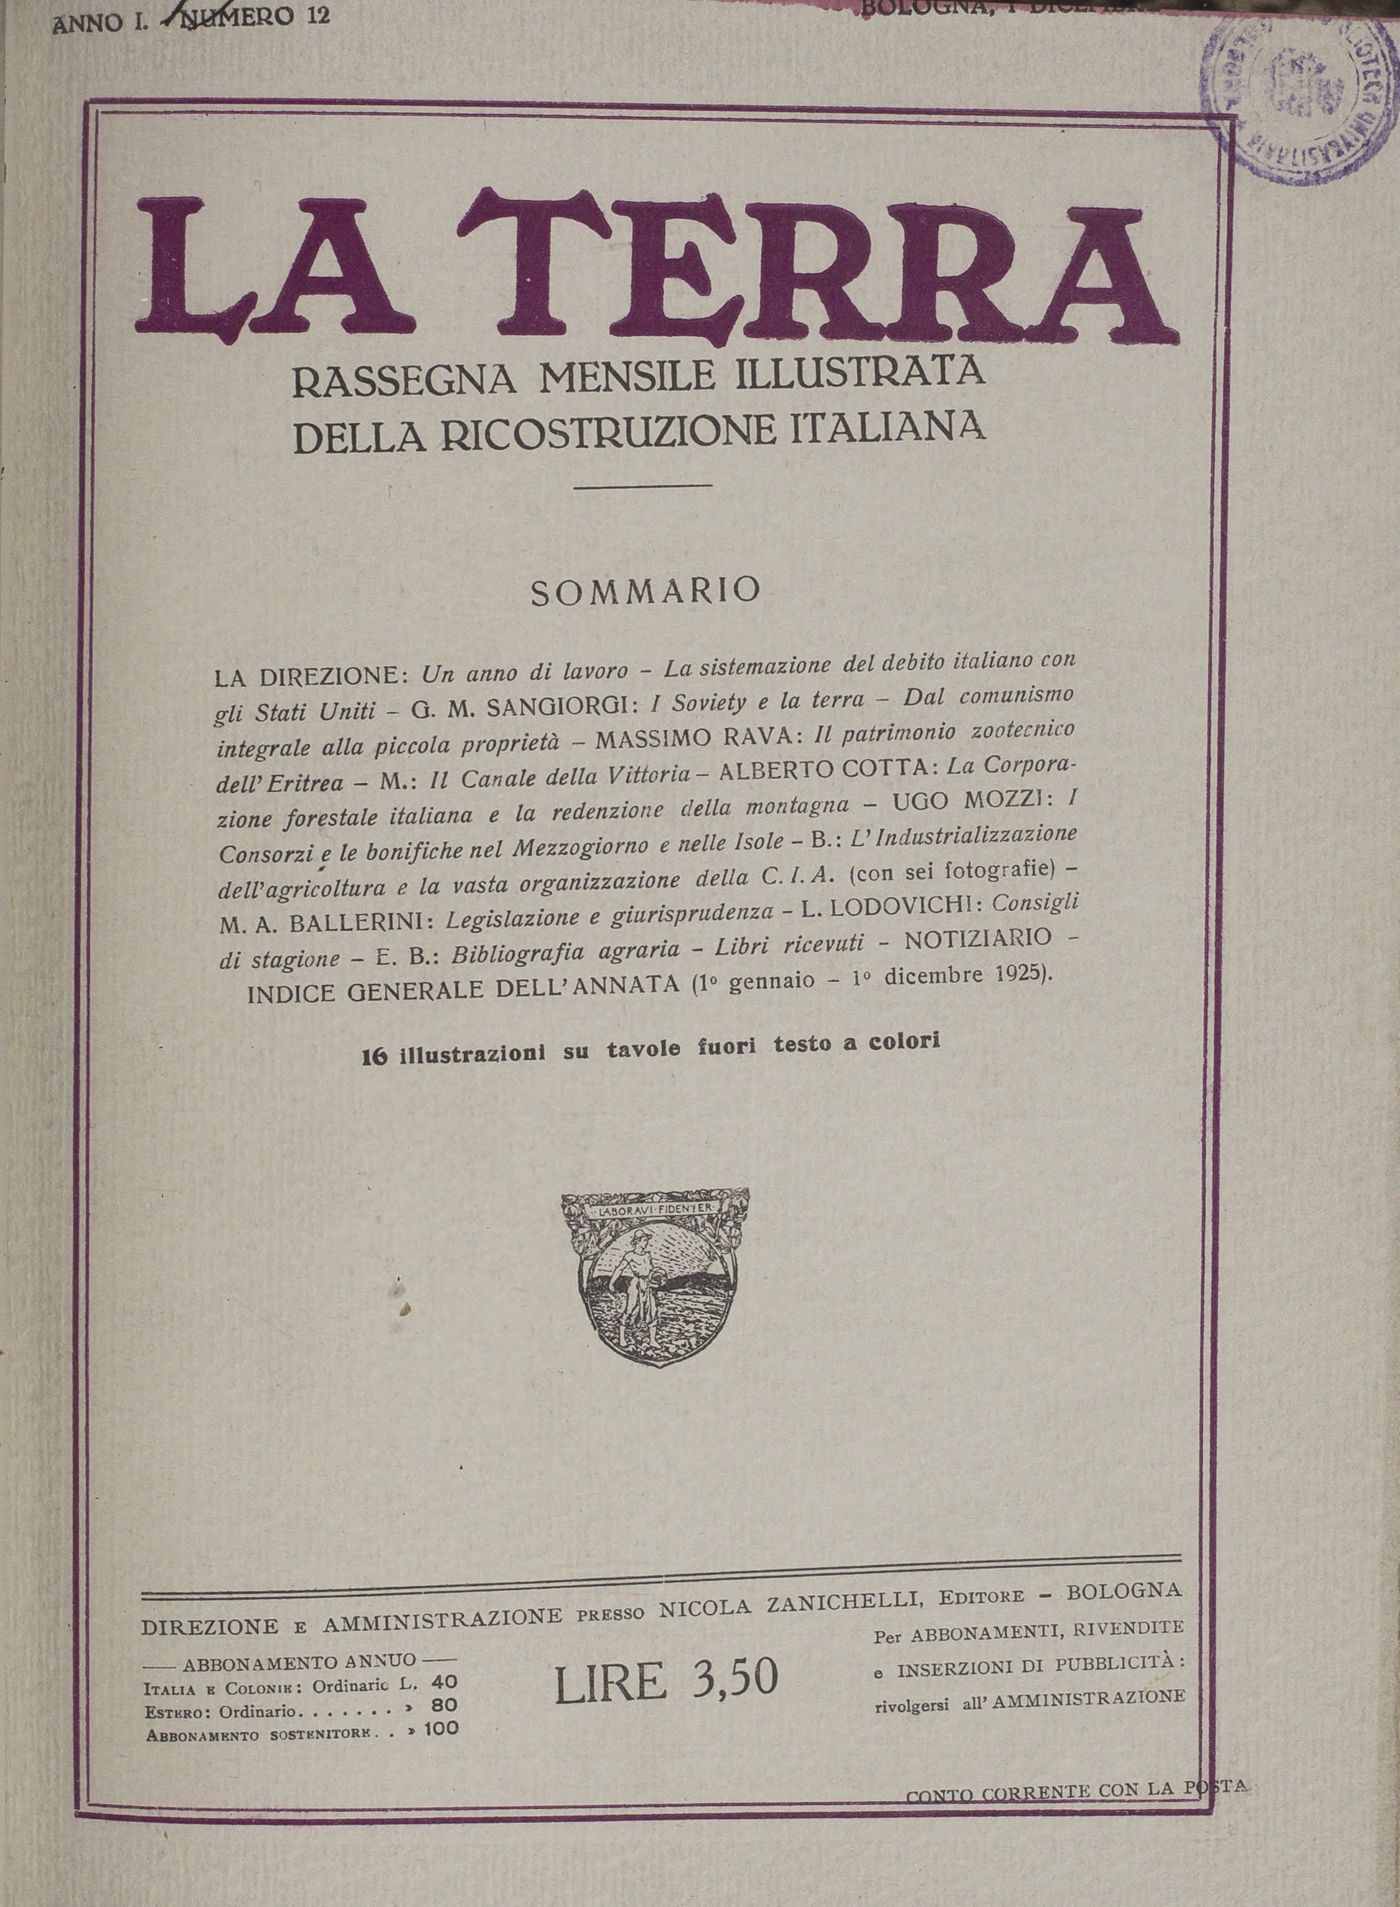 ANNO I. NUMERO 12
BOLOGNA, 1 DICEMBRE
LA TERRA
RASSEGNA MENSILE ILLUSTRATA
DELLA RICOSTRUZIONE ITALIANA
SOMMARIO
LA DIREZIONE: Un anno di lavoro – La sistemazione del debito italiano con
gli Stati Uniti – G. M. SANGIORGI: I Soviety e la terra – Dal comunismo
integrale alla piccola proprietà – MASSIMO RAVA: Il patrimonio zootecnico
dell'Eritrea – M.: Il Canale della Vittoria – ALBERTO COTTA: La Corpora-
zione forestale italiana e la redenzione della montagna – UGO MOZZI: I
Consorzi e le bonifiche nel Mezzogiorno e nelle Isole – B.: L'Industrializzazione
dell'agricoltura e la vasta organizzazione della C. I. A. (con sei fotografie) –
M. A. BALLERINI: Legislazione e giurisprudenza – L. LODOVICHI: Consigli
di stagione – E. B.: Bibliografia agraria – Libri ricevuti – NOTIZIARIO –
INDICE GENERALE DELL'ANNATA (1º gennaio – 1º dicembre 1925).
16 illustrazioni su tavole fuori testo a colori
LABORAVI FIDENTER
DIREZIONE E AMMINISTRAZIONE PRESSO NICOLA ZANICHELLI, EDITORE – BOLOGNA
ABBONAMENTO ANNUO
ITALIA E COLONIE: Ordinario L. 40
ESTERO: Ordinario. . . . . . . » 80
ABBONAMENTO SOSTENITORE. . » 100
LIRE 3,50
Per ABBONAMENTI, RIVENDITE
e INSERZIONI DI PUBBLICITÀ:
rivolgersi all'AMMINISTRAZIONE
CONTO CORRENTE CON LA POSTA